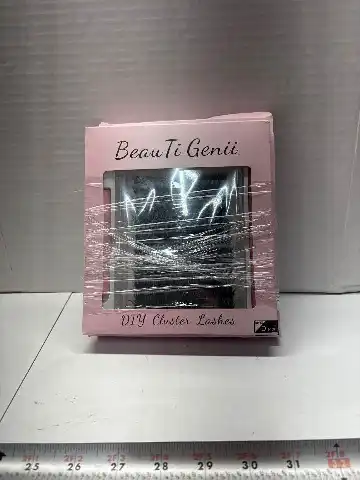 BeauTi Genii
DIY Cluster Lashes
25 26 27 28 29 30 31